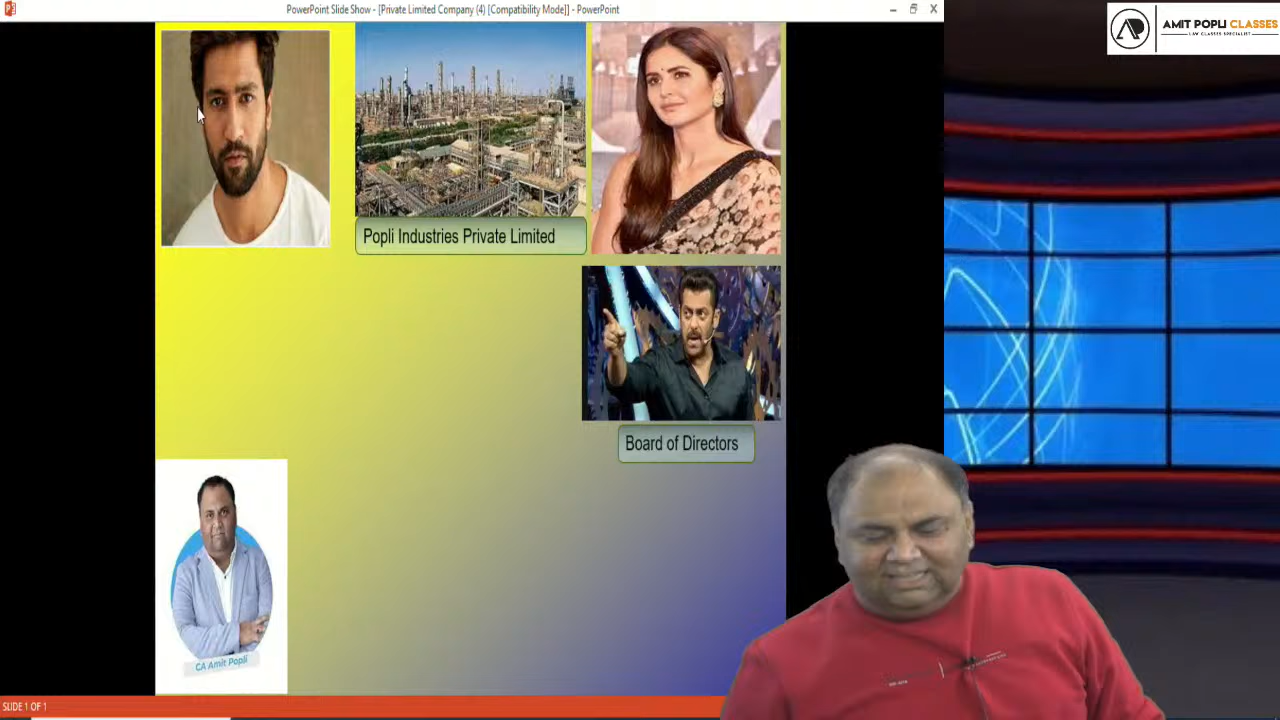 PowerPoint Slide Show - [Private Limited Company (4) [Compatibility Mode]] - PowerPoint
AMIT POPLI CLASSES
LAW CLASSES SPECIALIST
Popli Industries Private Limited
Board of Directors
CA Amit Popli
SLIDE 1 OF 1